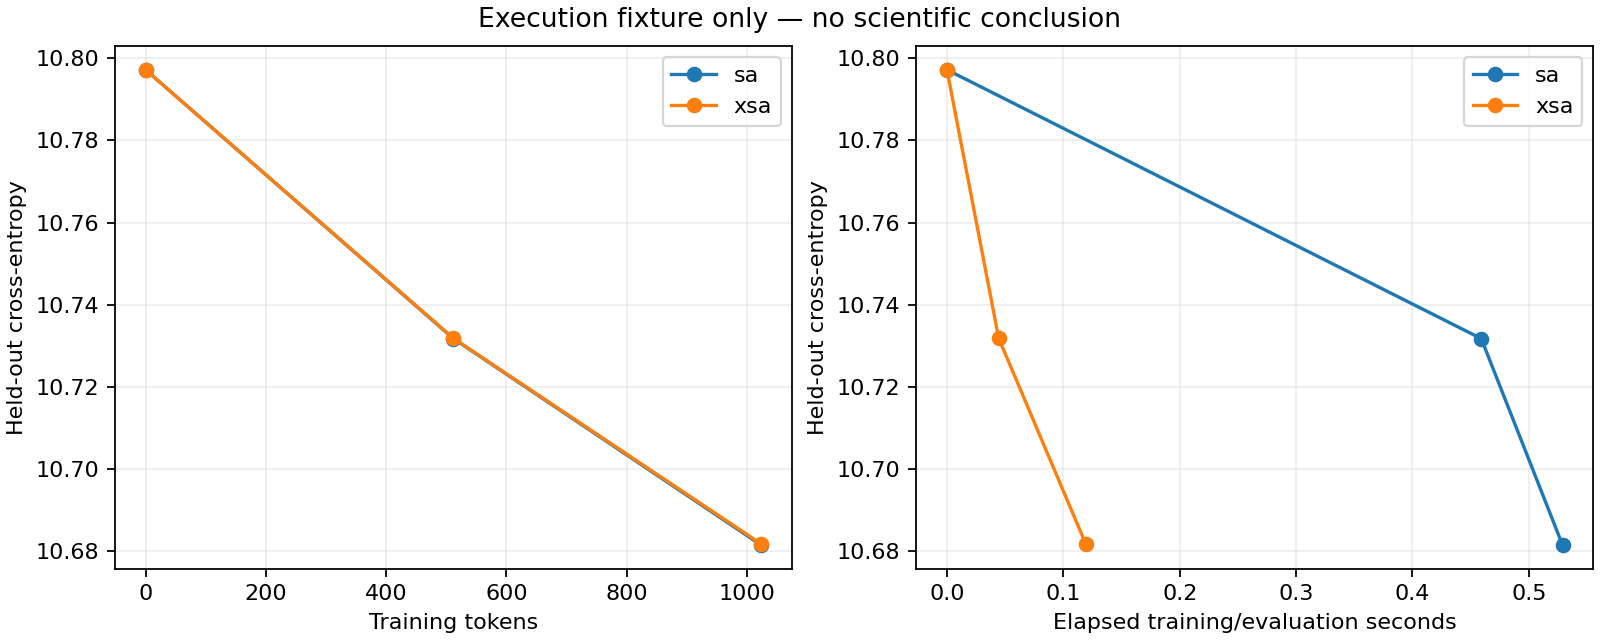 Execution fixture only — no scientific conclusion
Held-out cross-entropy
10.80
10.78
10.76
10.74
10.72
10.70
10.68
sa
xsa
0 200 400 600 800 1000
Training tokens
Held-out cross-entropy
10.80
10.78
10.76
10.74
10.72
10.70
10.68
sa
xsa
0.0 0.1 0.2 0.3 0.4 0.5
Elapsed training/evaluation seconds